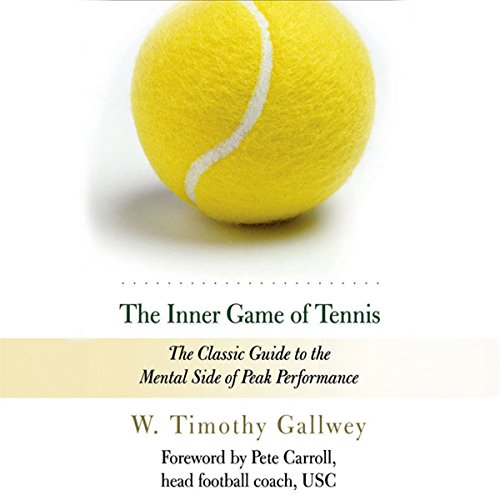 The Inner Game of Tennis
The Classic Guide to the
Mental Side of Peak Performance
W. Timothy Gallwey
Foreword by Pete Carroll,
head football coach, USC